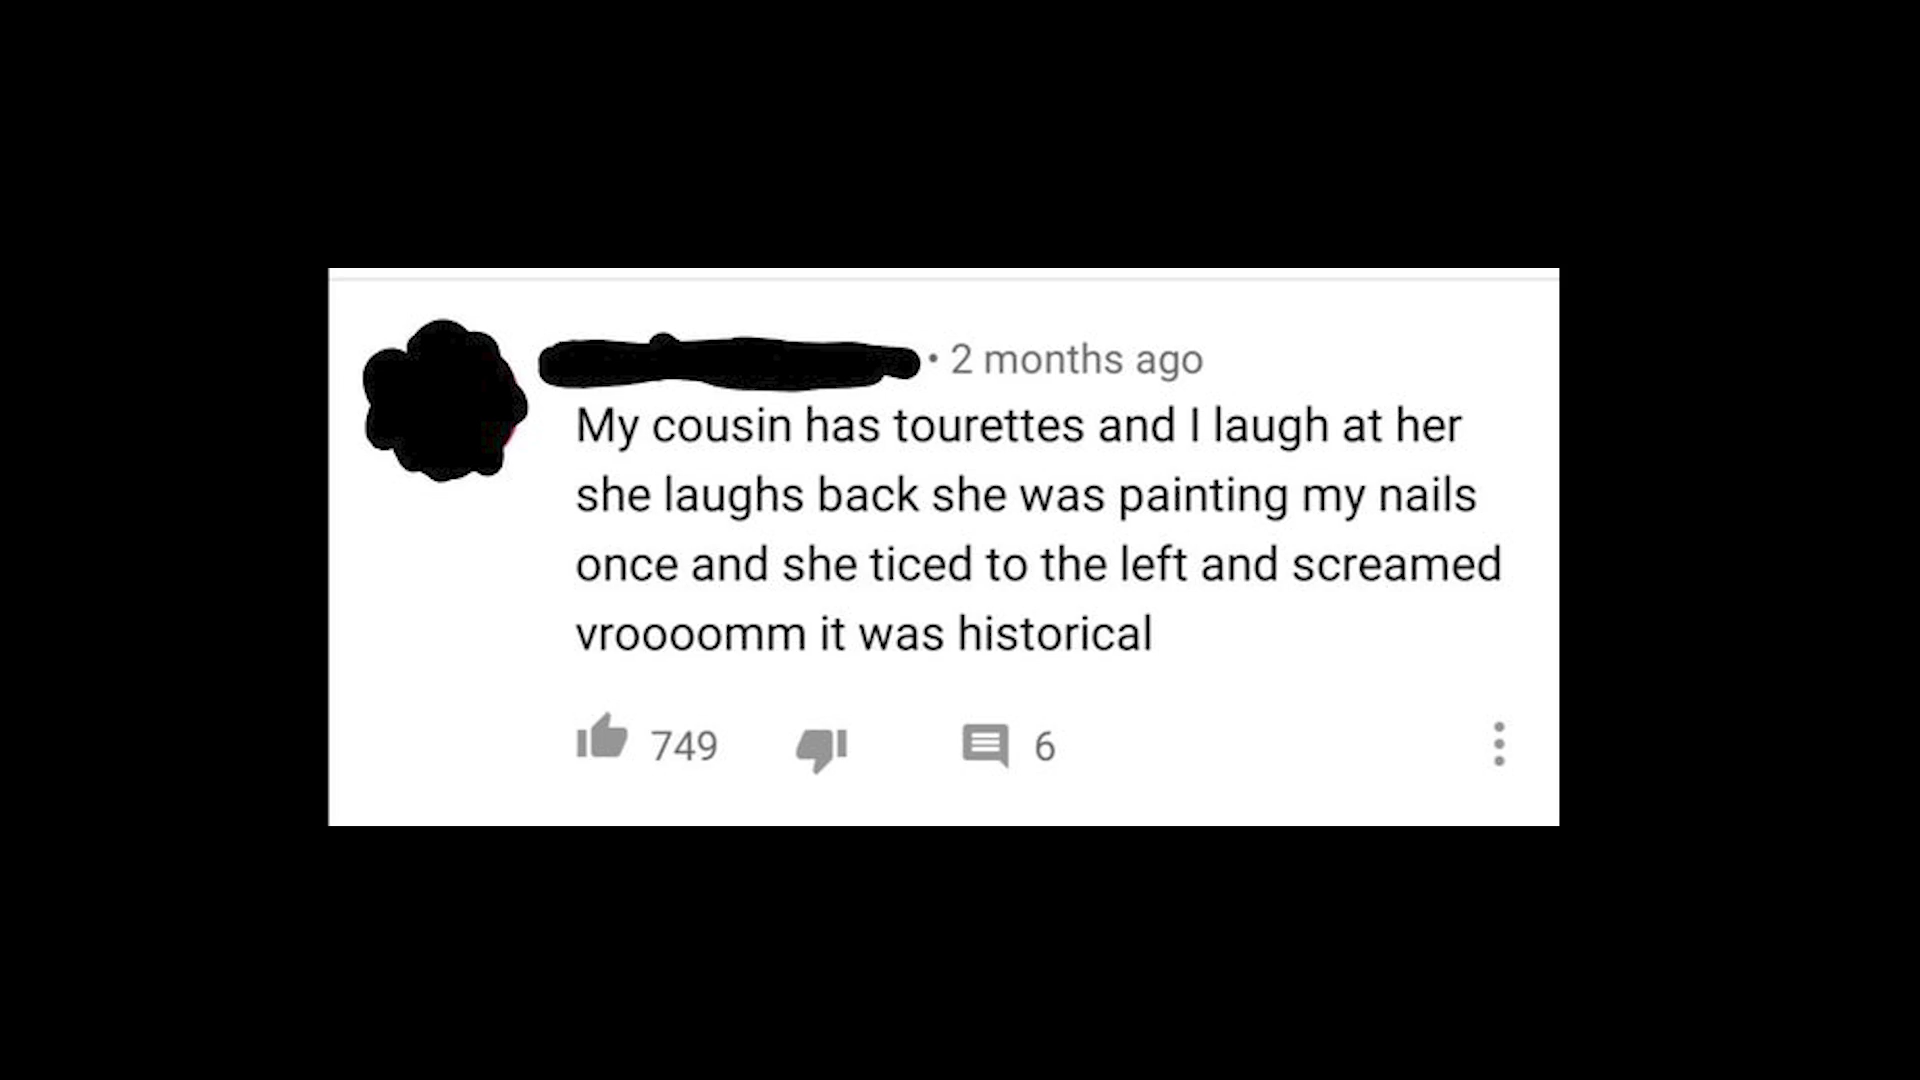 • 2 months ago
My cousin has tourettes and I laugh at her
she laughs back she was painting my nails
once and she ticed to the left and screamed
vroooomm it was historical
749 6